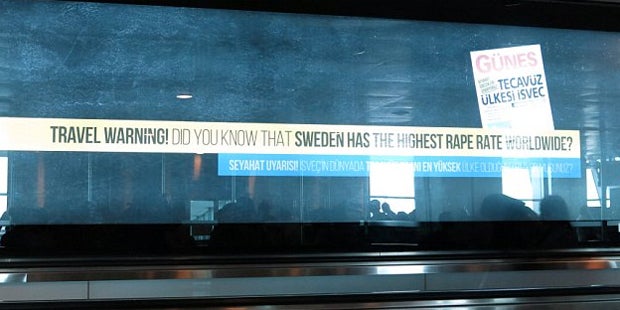 GÜNEŞ
TECAVÜZ
ÜLKESİ İSVEÇ
TRAVEL WARNING! DID YOU KNOW THAT SWEDEN HAS THE HIGHEST RAPE RATE WORLDWIDE?
SEYAHAT UYARISI! İSVEÇ'İN DÜNYADA EN YÜKSEK ÜLKE